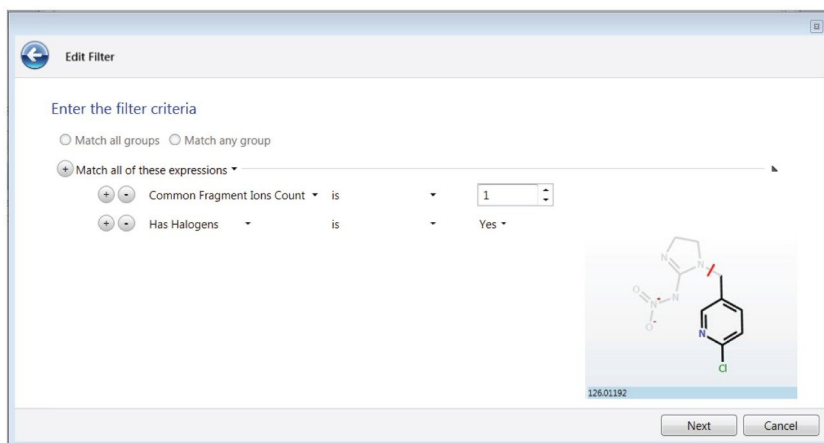 Edit Filter
Enter the filter criteria
Match all groups Match any group
+ Match all of these expressions
+ - Common Fragment Ions Count is 1
+ - Has Halogens is Yes
N
N
N
O
N+
O-
N
Cl
126.01192
Next Cancel